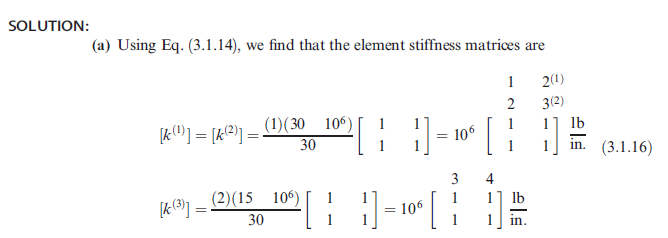 SOLUTION:
(a) Using Eq. (3.1.14), we find that the element stiffness matrices are
1 2(1)
2 3(2)
[k(1)] = [k(2)] = (1)(30 10⁶) / 30 [ 1 1 ] = 10⁶ [ 1 1 ] lb
[ 1 1 ] [ 1 1 ] in. (3.1.16)
3 4
[k(3)] = (2)(15 10⁶) / 30 [ 1 1 ] = 10⁶ [ 1 1 ] lb
[ 1 1 ] [ 1 1 ] in.